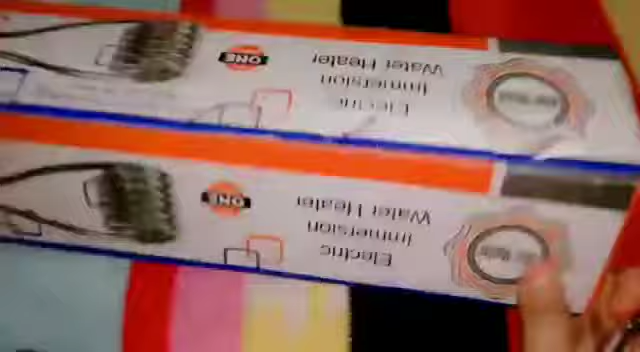 Electric
Immersion
Water Heater
ONE
Electric
Immersion
Water Heater
ONE